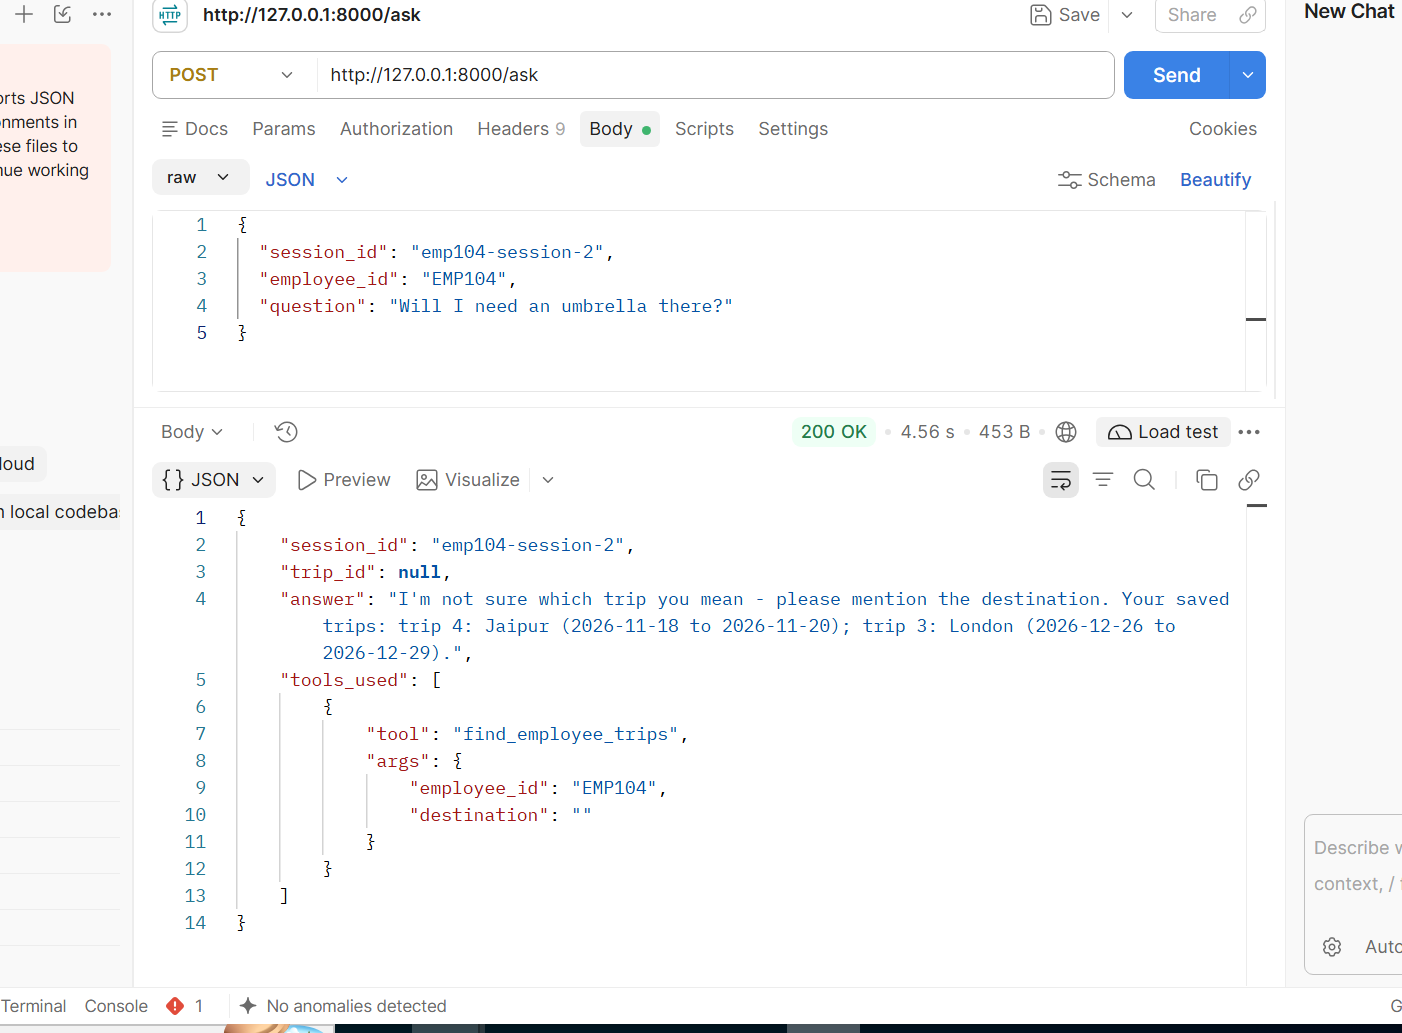 HTTP http://127.0.0.1:8000/ask Save Share New Chat
POST http://127.0.0.1:8000/ask Send
orts JSON
onments in
ese files to
nue working
Docs Params Authorization Headers 9 Body Scripts Settings Cookies
raw JSON Schema Beautify
1 {
2 "session_id": "emp104-session-2",
3 "employee_id": "EMP104",
4 "question": "Will I need an umbrella there?"
5 }
Body 200 OK 4.56 s 453 B Load test
loud
{} JSON Preview Visualize
n local codeba
1 {
2 "session_id": "emp104-session-2",
3 "trip_id": null,
4 "answer": "I'm not sure which trip you mean - please mention the destination. Your saved
trips: trip 4: Jaipur (2026-11-18 to 2026-11-20); trip 3: London (2026-12-26 to
2026-12-29).",
5 "tools_used": [
6 {
7 "tool": "find_employee_trips",
8 "args": {
9 "employee_id": "EMP104",
10 "destination": ""
11 }
12 }
13 ]
14 }
Describe w
context, / f
Auto
Terminal Console 1 No anomalies detected G